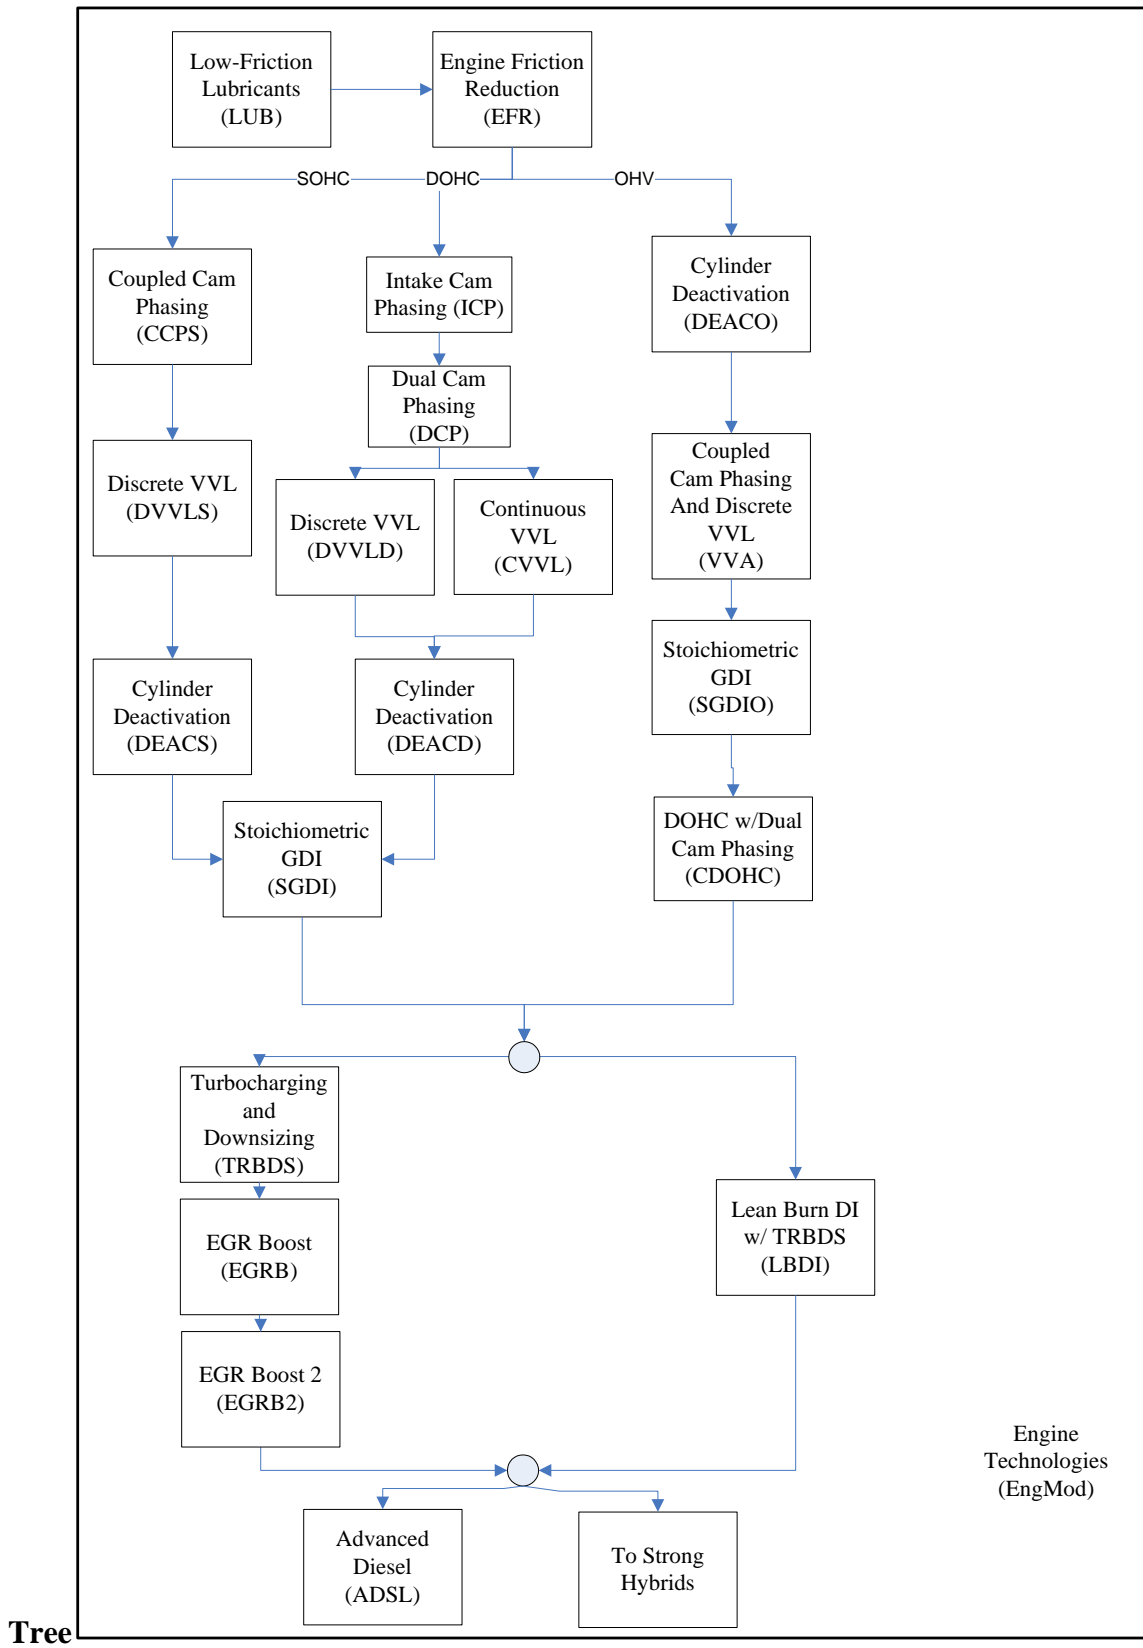 Low-Friction
Lubricants
(LUB)
Engine Friction
Reduction
(EFR)
SOHC
DOHC
OHV
Coupled Cam
Phasing
(CCPS)
Intake Cam
Phasing (ICP)
Cylinder
Deactivation
(DEACO)
Dual Cam
Phasing
(DCP)
Discrete VVL
(DVVLS)
Discrete VVL
(DVVLD)
Continuous
VVL
(CVVL)
Coupled
Cam Phasing
And Discrete
VVL
(VVA)
Cylinder
Deactivation
(DEACS)
Cylinder
Deactivation
(DEACD)
Stoichiometric
GDI
(SGDIO)
Stoichiometric
GDI
(SGDI)
DOHC w/Dual
Cam Phasing
(CDOHC)
Turbocharging
and
Downsizing
(TRBDS)
Lean Burn DI
w/ TRBDS
(LBDI)
EGR Boost
(EGRB)
EGR Boost 2
(EGRB2)
Engine
Technologies
(EngMod)
Advanced
Diesel
(ADSL)
To Strong
Hybrids
Tree